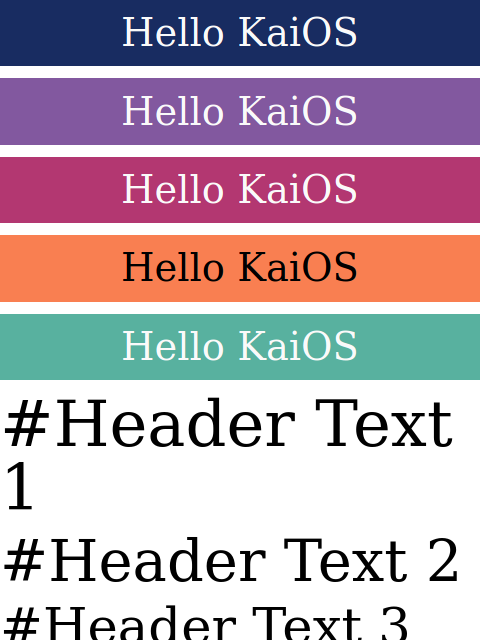 Hello KaiOS
Hello KaiOS
Hello KaiOS
Hello KaiOS
Hello KaiOS
#Header Text
1
#Header Text 2
#Header Text 3